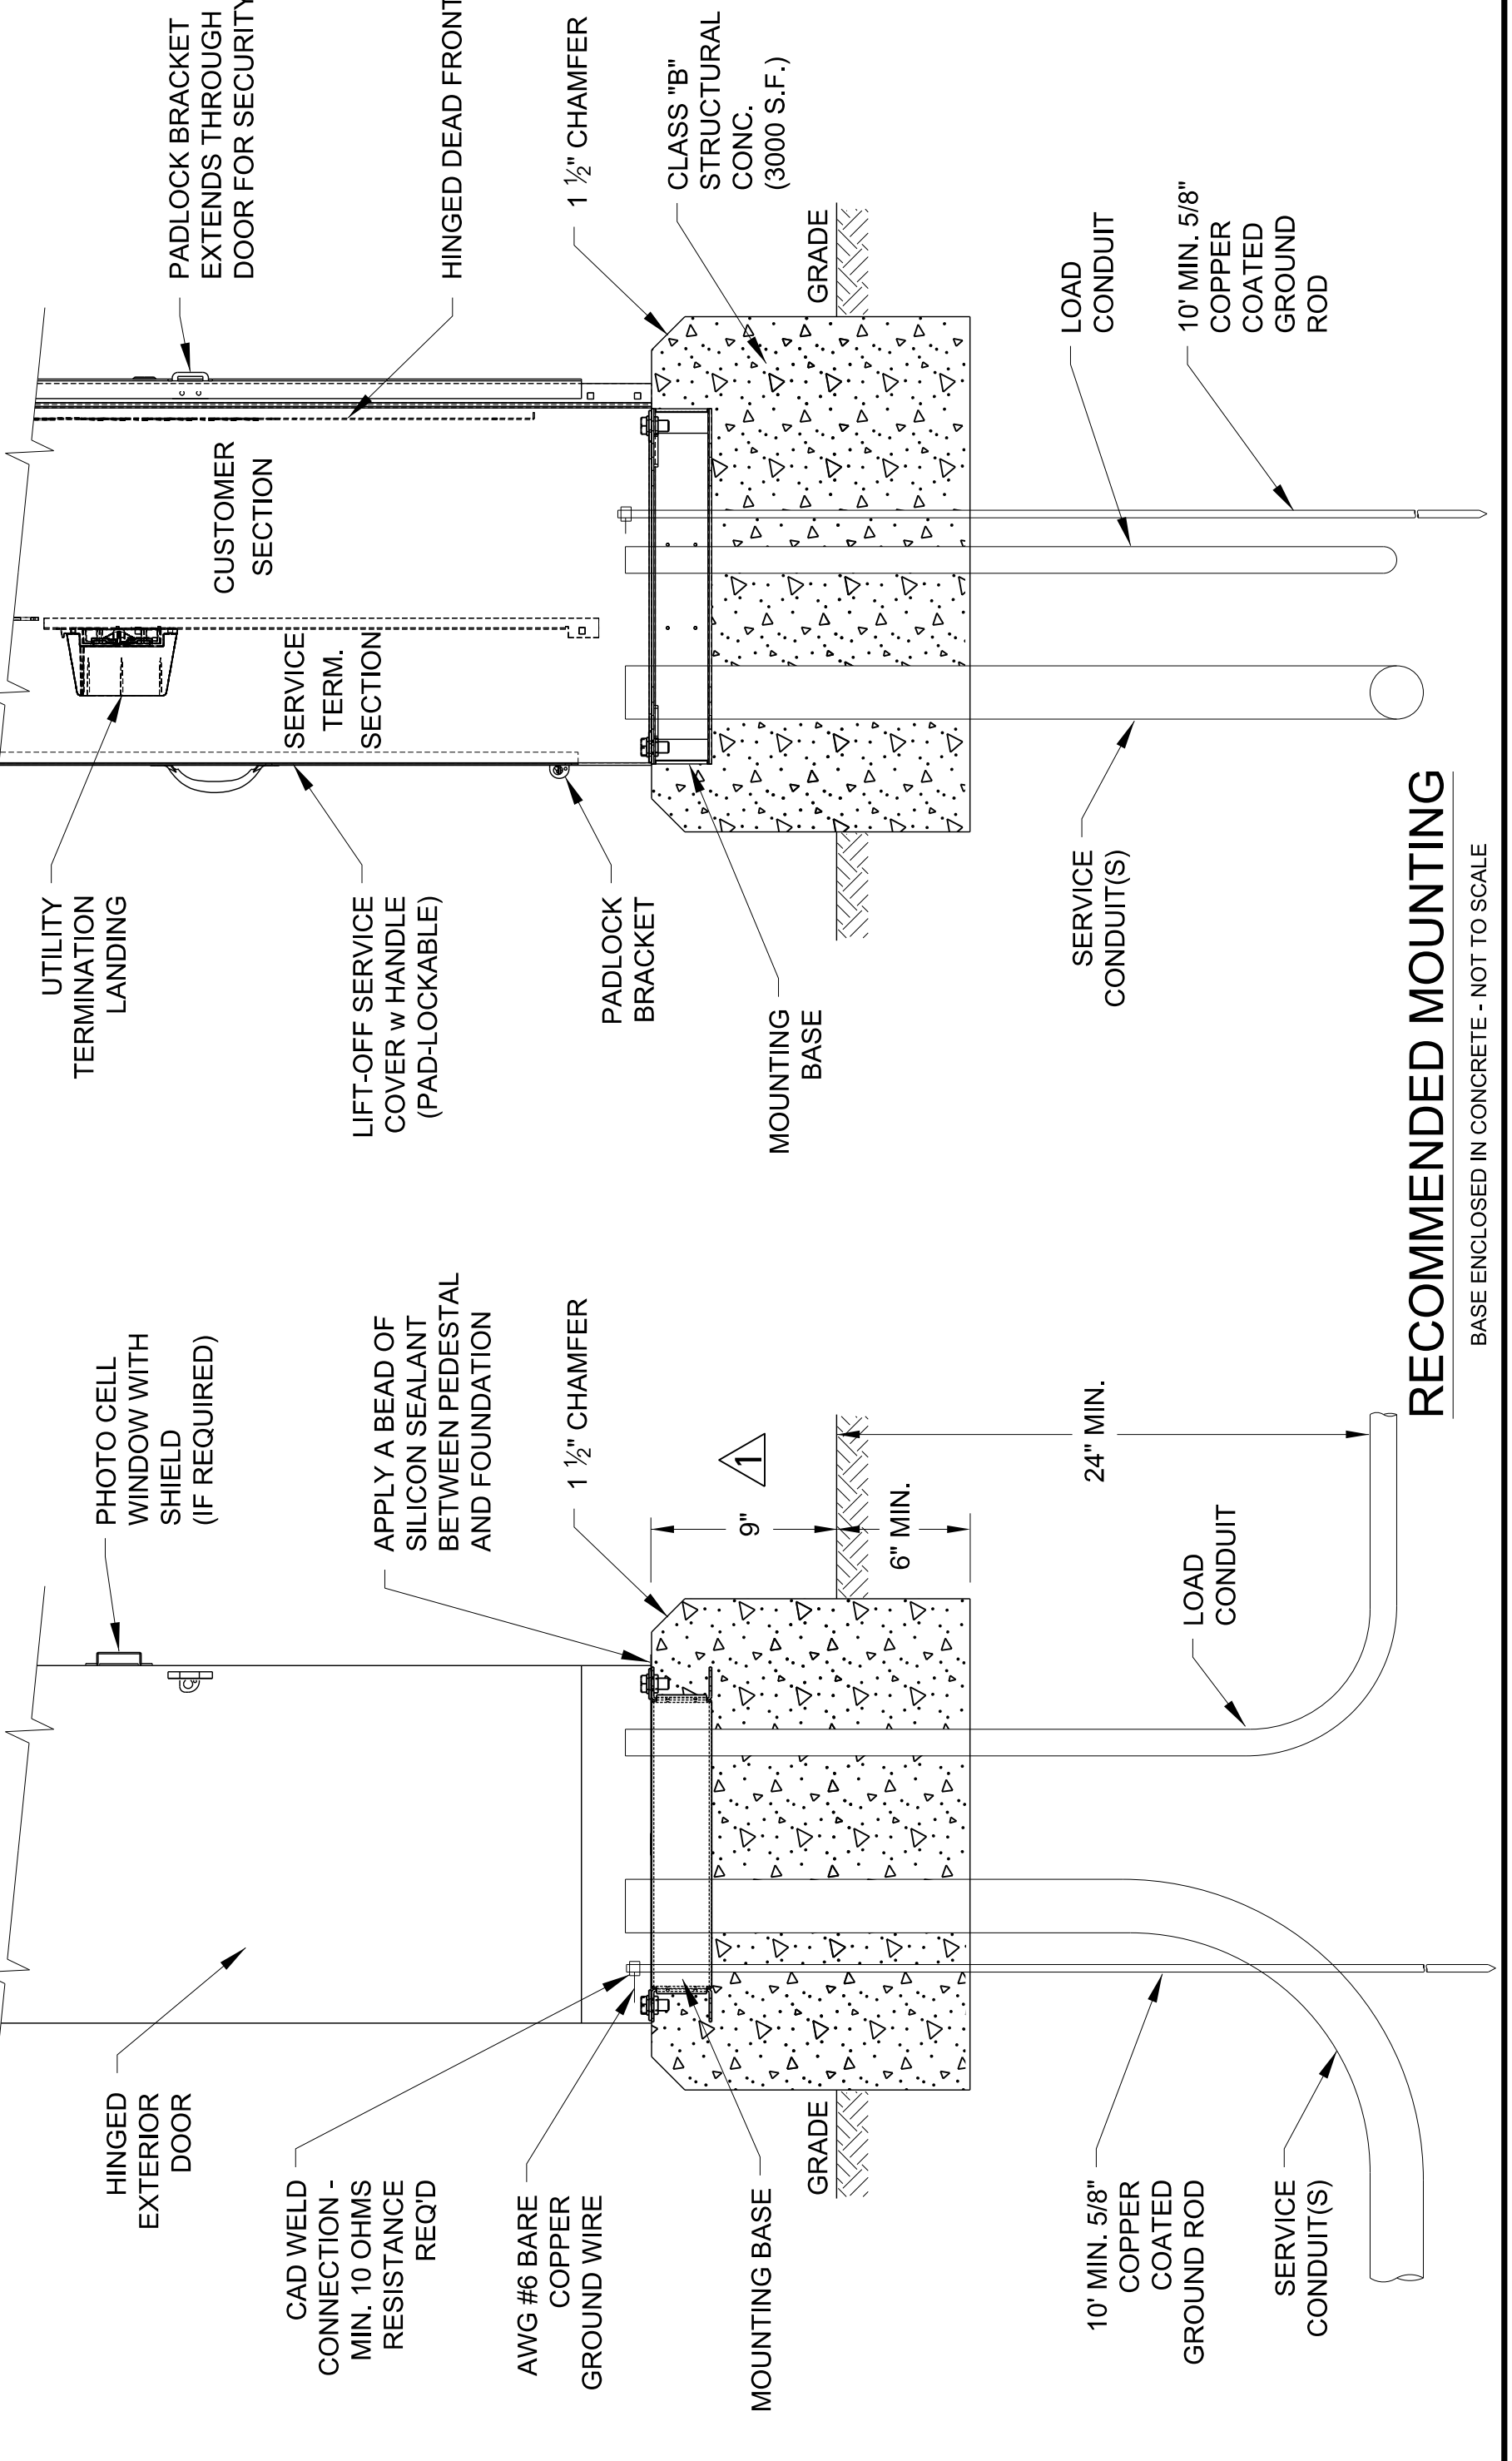 HINGED
EXTERIOR
DOOR
CAD WELD
CONNECTION -
MIN. 10 OHMS
RESISTANCE
REQ'D
AWG #6 BARE
COPPER
GROUND WIRE
MOUNTING BASE
GRADE
10' MIN. 5/8"
COPPER
COATED
GROUND ROD
SERVICE
CONDUIT(S)
PHOTO CELL
WINDOW WITH
SHIELD
(IF REQUIRED)
APPLY A BEAD OF
SILICON SEALANT
BETWEEN PEDESTAL
AND FOUNDATION
1 ½" CHAMFER
9"
1
6" MIN.
24" MIN.
LOAD
CONDUIT
UTILITY
TERMINATION
LANDING
LIFT-OFF SERVICE
COVER w HANDLE
(PAD-LOCKABLE)
PADLOCK
BRACKET
MOUNTING
BASE
SERVICE
CONDUIT(S)
SERVICE
TERM.
SECTION
CUSTOMER
SECTION
PADLOCK BRACKET
EXTENDS THROUGH
DOOR FOR SECURITY
HINGED DEAD FRONT
1 ½" CHAMFER
CLASS "B"
STRUCTURAL
CONC.
(3000 S.F.)
GRADE
LOAD
CONDUIT
10' MIN. 5/8"
COPPER
COATED
GROUND
ROD
RECOMMENDED MOUNTING
BASE ENCLOSED IN CONCRETE - NOT TO SCALE